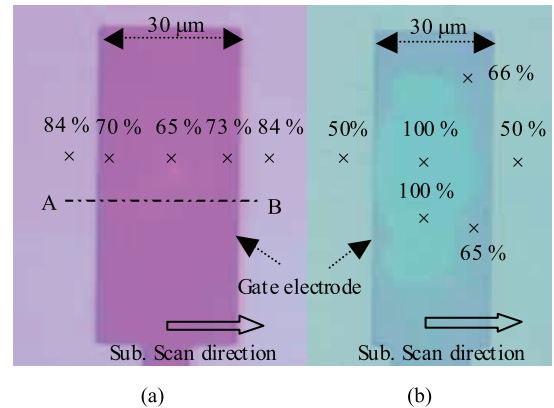 30 μm
84 % 70 % 65 % 73 % 84 %
A B
Gate electrode
Sub. Scan direction
(a)
30 μm
66 %
50% 100 % 50 %
100 %
65 %
Sub. Scan direction
(b)